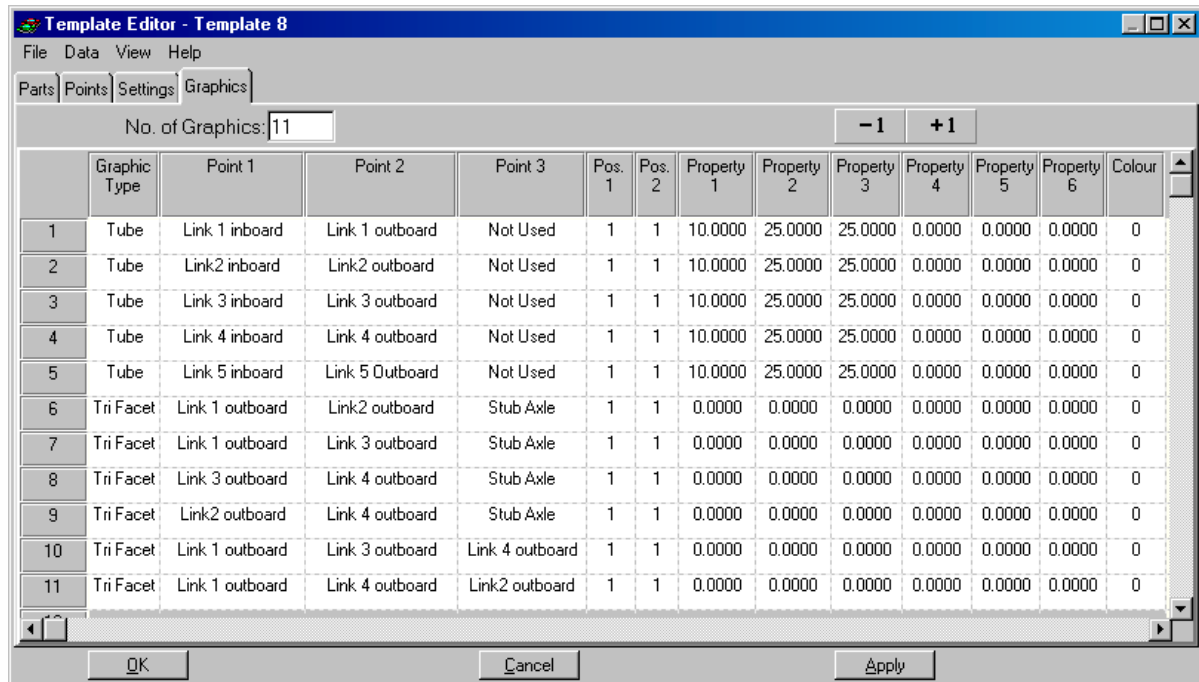 Template Editor - Template 8
File Data View Help
Parts Points Settings Graphics
No. of Graphics: 11 -1 +1
Graphic Type Point 1 Point 2 Point 3 Pos. 1 Pos. 2 Property 1 Property 2 Property 3 Property 4 Property 5 Property 6 Colour
1 Tube Link 1 inboard Link 1 outboard Not Used 1 1 10.0000 25.0000 25.0000 0.0000 0.0000 0.0000 0
2 Tube Link2 inboard Link2 outboard Not Used 1 1 10.0000 25.0000 25.0000 0.0000 0.0000 0.0000 0
3 Tube Link 3 inboard Link 3 outboard Not Used 1 1 10.0000 25.0000 25.0000 0.0000 0.0000 0.0000 0
4 Tube Link 4 inboard Link 4 outboard Not Used 1 1 10.0000 25.0000 25.0000 0.0000 0.0000 0.0000 0
5 Tube Link 5 inboard Link 5 Outboard Not Used 1 1 10.0000 25.0000 25.0000 0.0000 0.0000 0.0000 0
6 Tri Facet Link 1 outboard Link2 outboard Stub Axle 1 1 0.0000 0.0000 0.0000 0.0000 0.0000 0.0000 0
7 Tri Facet Link 1 outboard Link 3 outboard Stub Axle 1 1 0.0000 0.0000 0.0000 0.0000 0.0000 0.0000 0
8 Tri Facet Link 3 outboard Link 4 outboard Stub Axle 1 1 0.0000 0.0000 0.0000 0.0000 0.0000 0.0000 0
9 Tri Facet Link2 outboard Link 4 outboard Stub Axle 1 1 0.0000 0.0000 0.0000 0.0000 0.0000 0.0000 0
10 Tri Facet Link 1 outboard Link 3 outboard Link 4 outboard 1 1 0.0000 0.0000 0.0000 0.0000 0.0000 0.0000 0
11 Tri Facet Link 1 outboard Link 4 outboard Link2 outboard 1 1 0.0000 0.0000 0.0000 0.0000 0.0000 0.0000 0
OK Cancel Apply